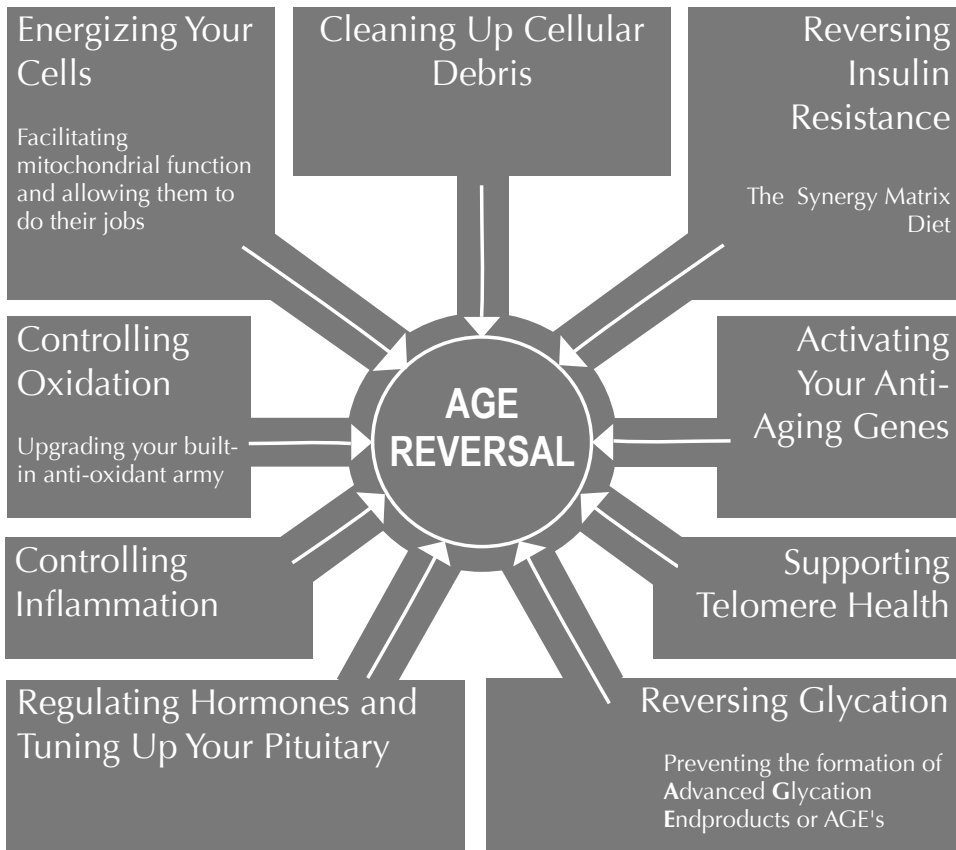 Energizing Your
Cells
Facilitating
mitochondrial function
and allowing them to
do their jobs
Cleaning Up Cellular
Debris
Reversing
Insulin
Resistance
The Synergy Matrix
Diet
Controlling
Oxidation
Upgrading your built-
in anti-oxidant army
AGE
REVERSAL
Activating
Your Anti-
Aging Genes
Controlling
Inflammation
Supporting
Telomere Health
Regulating Hormones and
Tuning Up Your Pituitary
Reversing Glycation
Preventing the formation of
Advanced Glycation
Endproducts or AGE's